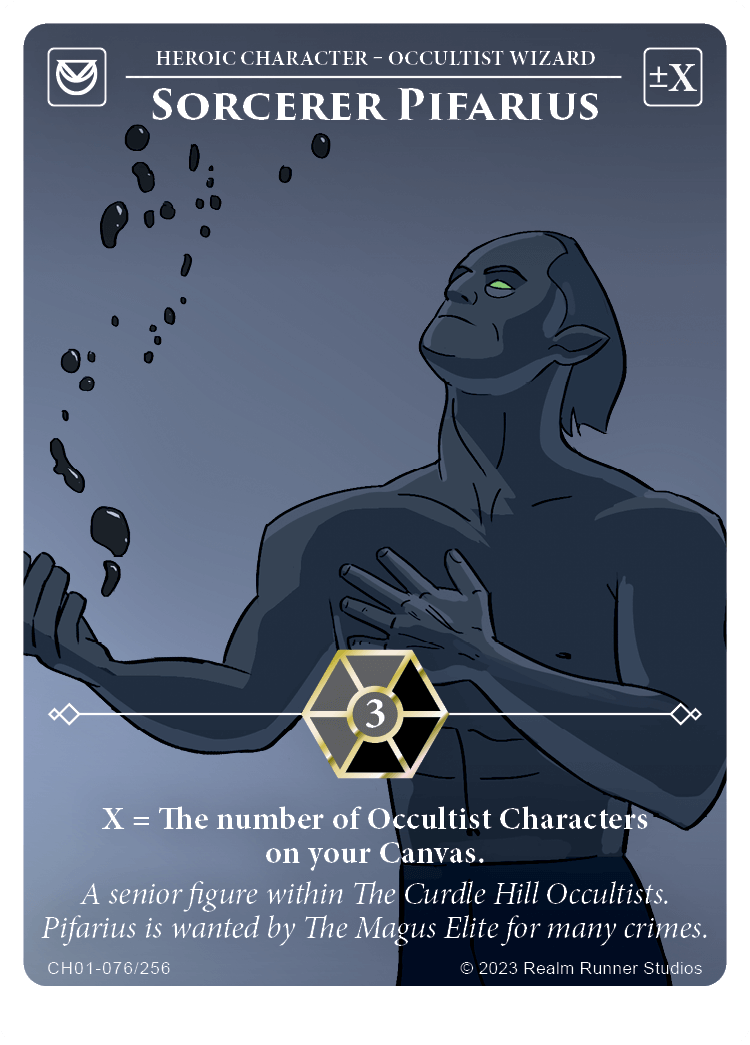 HEROIC CHARACTER – OCCULTIST WIZARD
±X
SORCERER PIFARIUS
3
X = The number of Occultist Characters
on your Canvas.
A senior figure within The Curdle Hill Occultists.
Pifarius is wanted by The Magus Elite for many crimes.
CH01-076/256
© 2023 Realm Runner Studios